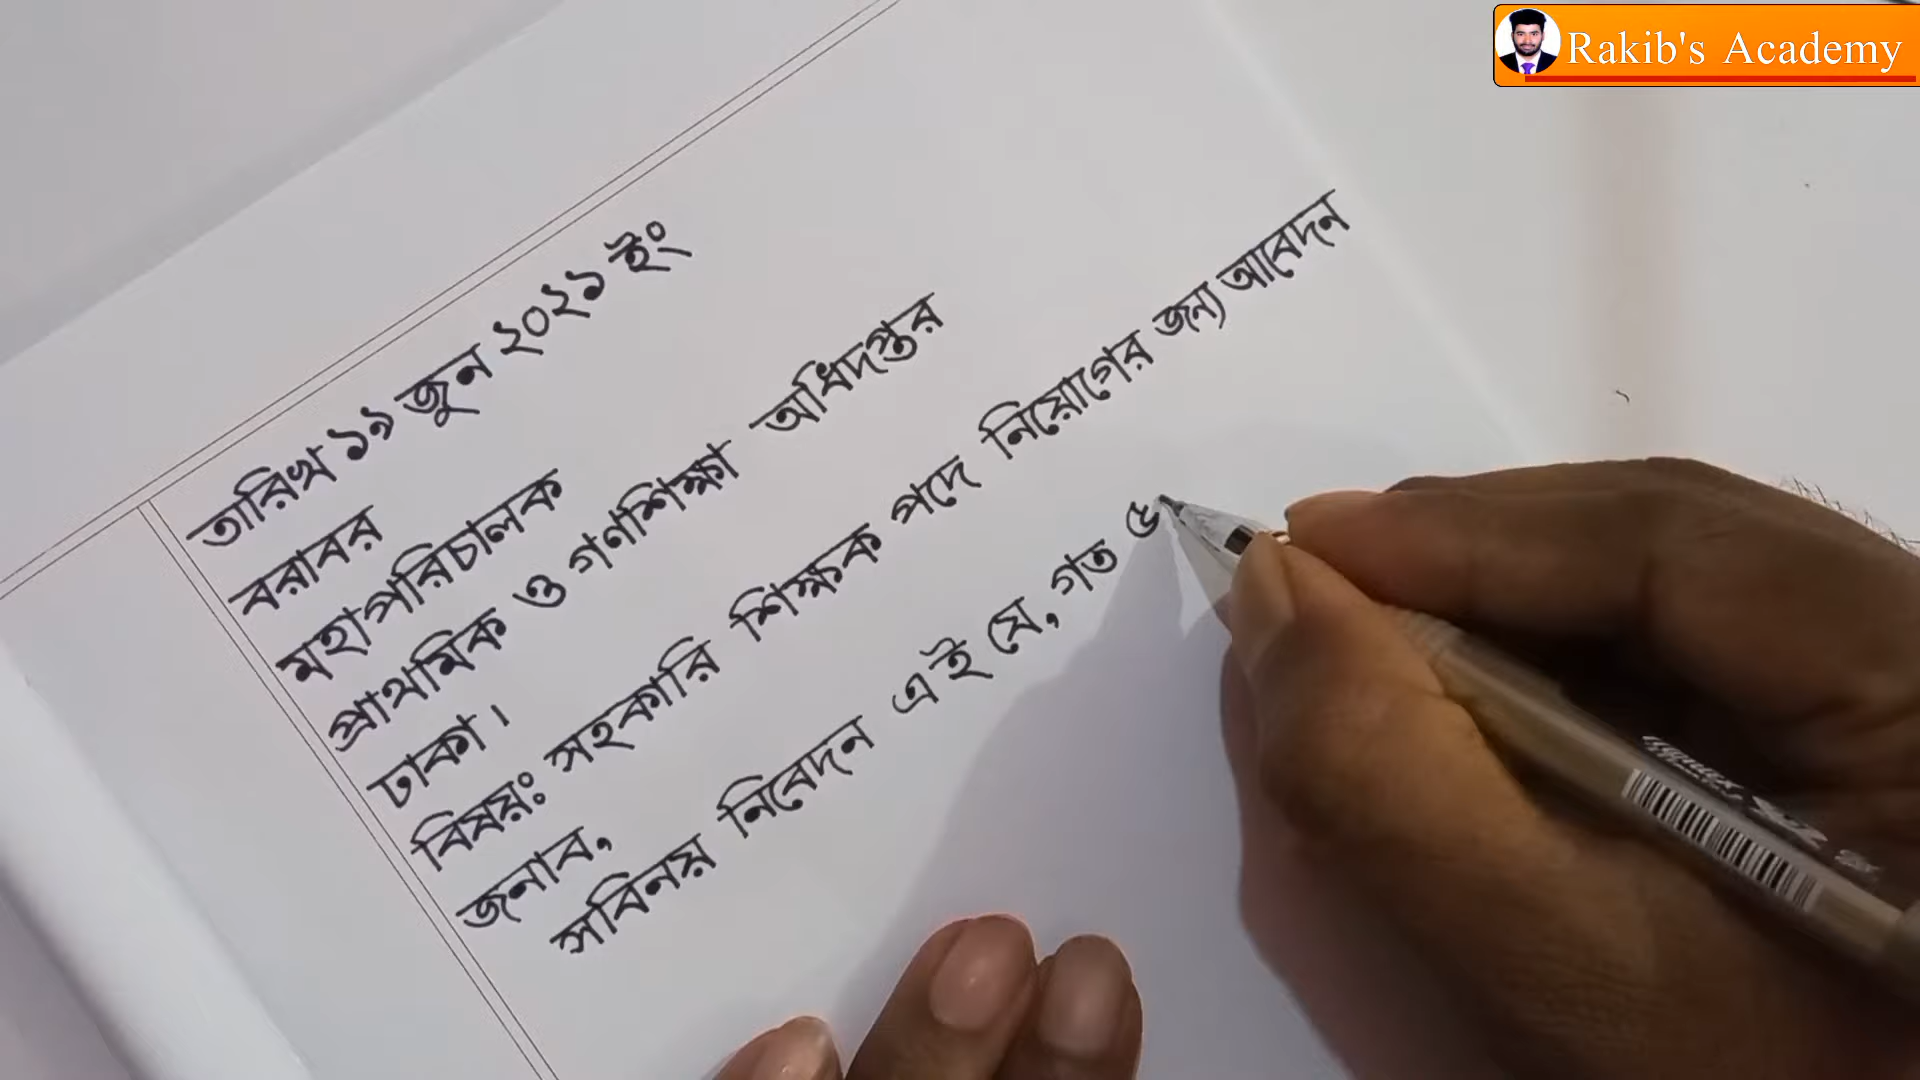 Rakib's Academy
তারিখ ১৯ জুন ২০২১ ইং
বরাবর
মহাপরিচালক
প্রাথমিক ও গণশিক্ষা অধিদপ্তর
ঢাকা।
বিষয়ঃ সহকারি শিক্ষক পদে নিয়োগের জন্য আবেদন
জনাব,
সবিনয় নিবেদন এই যে, গত ৬